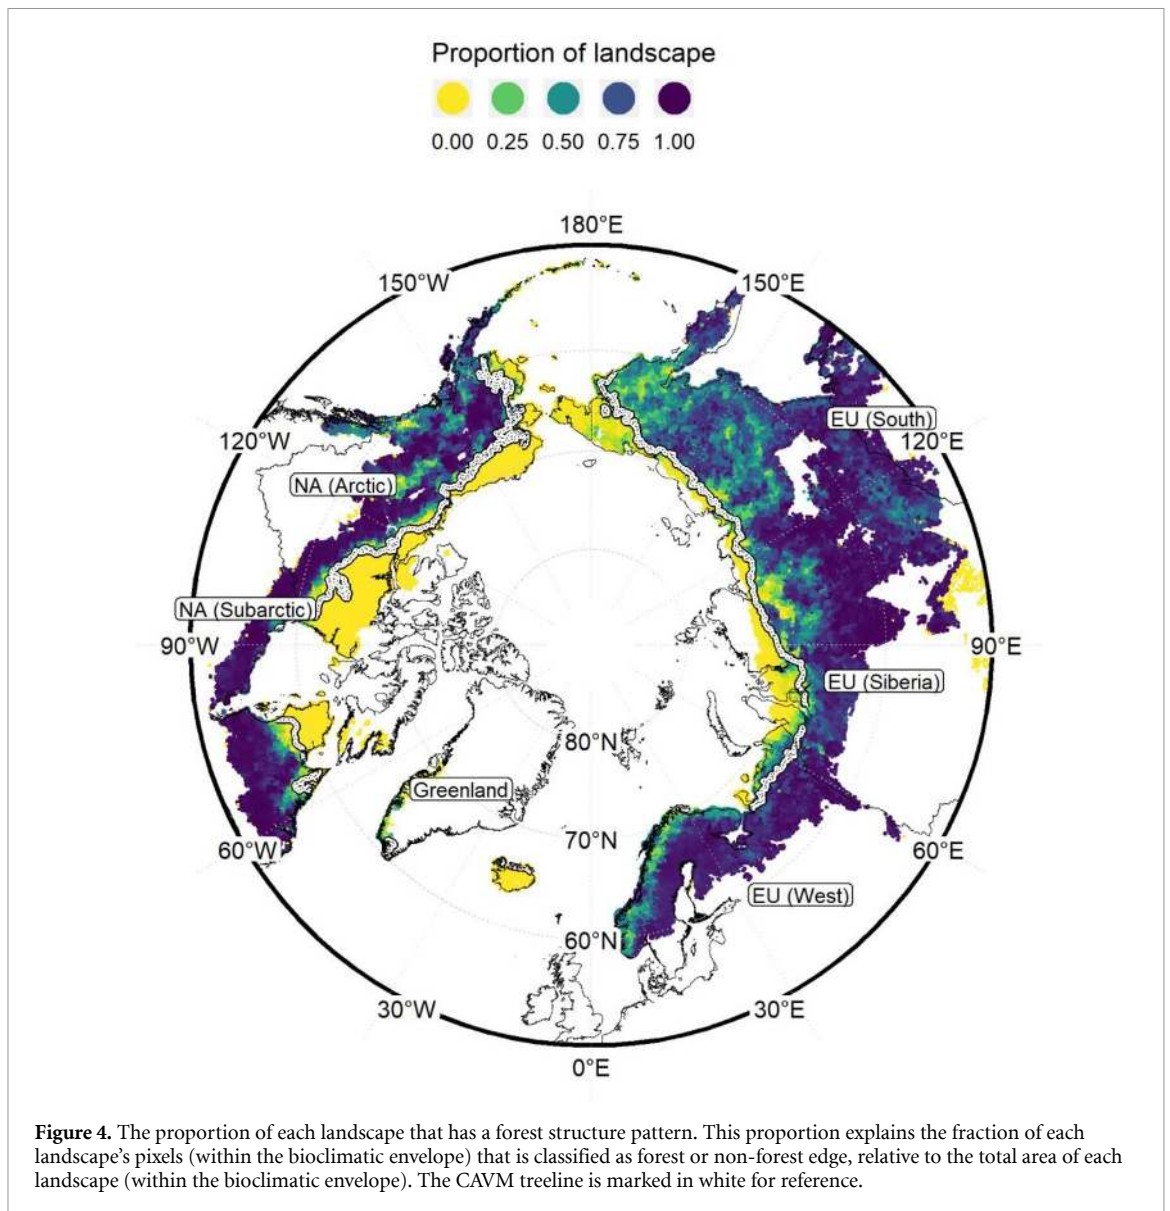 Proportion of landscape
0.00 0.25 0.50 0.75 1.00
180°E
150°W
150°E
EU (South)
120°W
120°E
NA (Arctic)
NA (Subarctic)
90°W
90°E
EU (Siberia)
80°N
Greenland
70°N
60°W
60°E
EU (West)
60°N
30°W
30°E
0°E
Figure 4. The proportion of each landscape that has a forest structure pattern. This proportion explains the fraction of each
landscape's pixels (within the bioclimatic envelope) that is classified as forest or non-forest edge, relative to the total area of each
landscape (within the bioclimatic envelope). The CAVM treeline is marked in white for reference.